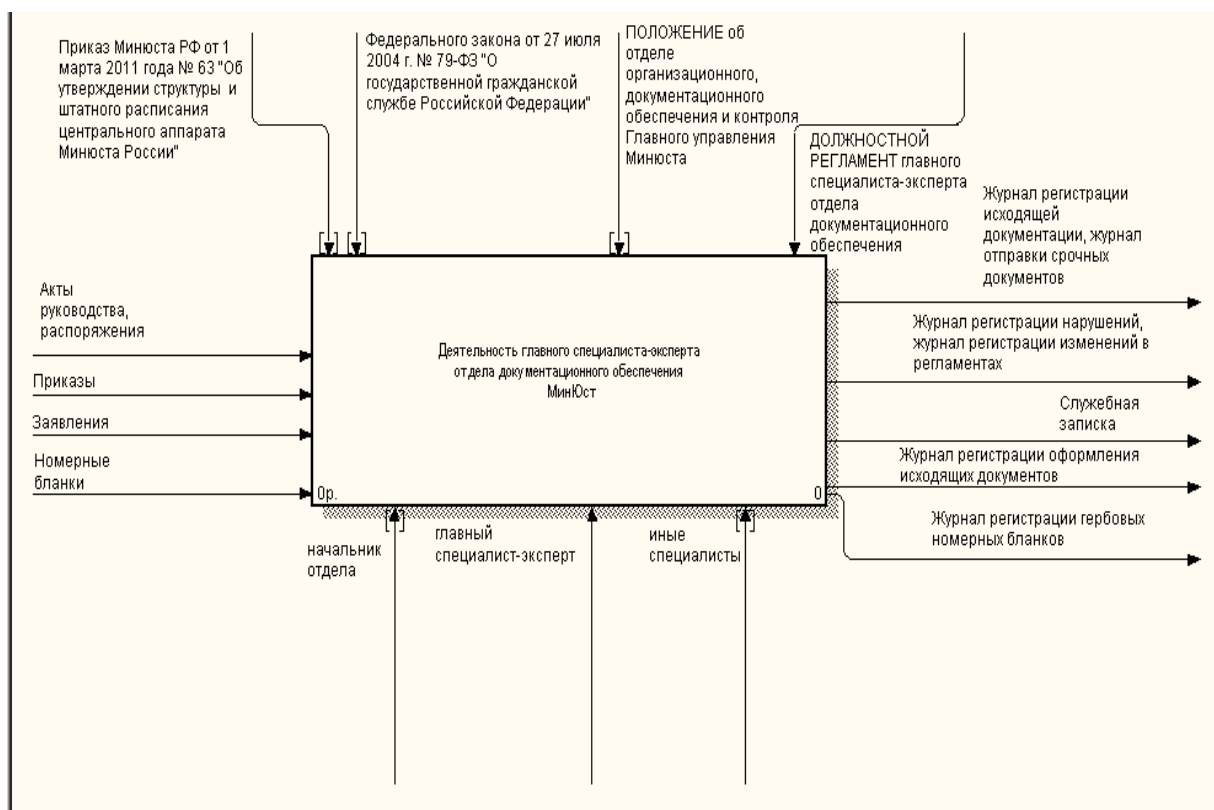 Приказ Минюста РФ от 1
марта 2011 года № 63 "Об
утверждении структуры и
штатного расписания
центрального аппарата
Минюста России"
Федерального закона от 27 июля
2004 г. № 79-ФЗ "О
государственной гражданской
службе Российской Федерации"
ПОЛОЖЕНИЕ об
отделе
организационного,
документационного
обеспечения и контроля
Главного управления
Минюста
ДОЛЖНОСТНОЙ
РЕГЛАМЕНТ главного
специалиста-эксперта
отдела
документационного
обеспечения
Журнал регистрации
исходящей
документации, журнал
отправки срочных
документов
Акты
руководства,
распоряжения
Приказы
Заявления
Номерные
бланки
Деятельность главного специалиста-эксперта
отдела документационного обеспечения
МинЮст
0р.
0
Журнал регистрации нарушений,
журнал регистрации изменений в
регламентах
Служебная
записка
Журнал регистрации оформления
исходящих документов
Журнал регистрации гербовых
номерных бланков
начальник
отдела
главный
специалист-эксперт
иные
специалисты